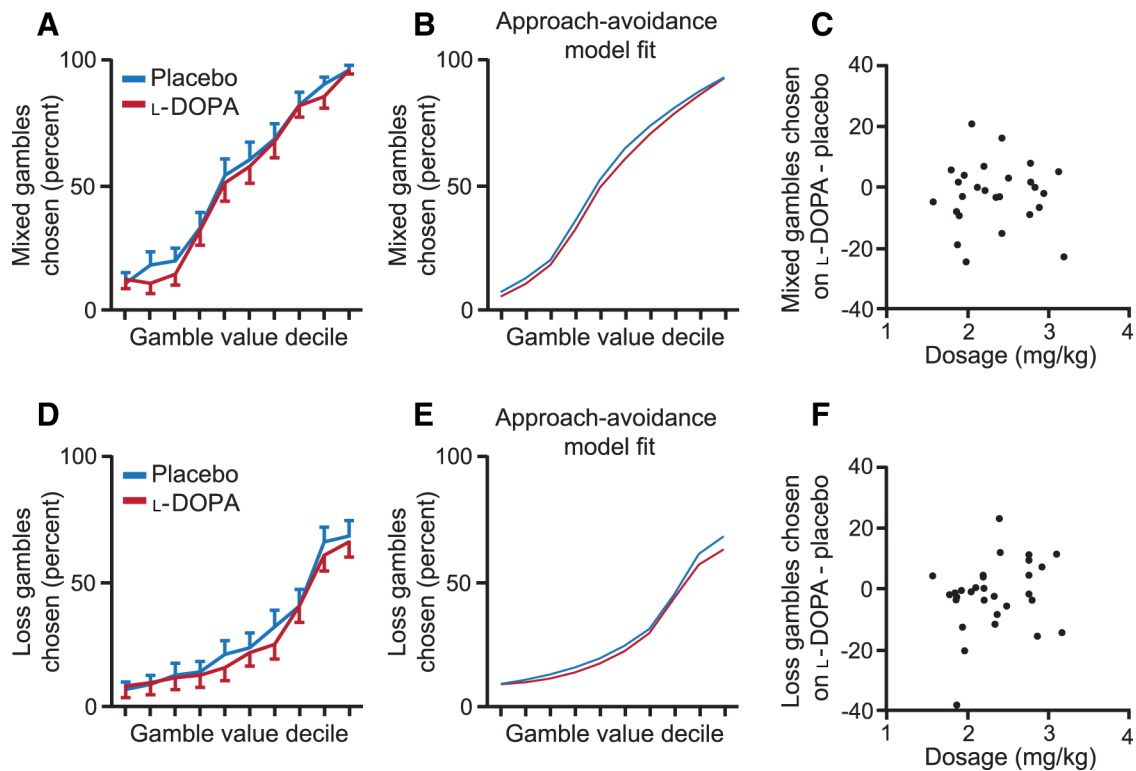 A
Mixed gambles
chosen (percent)
100
50
0
Placebo
L-DOPA
Gamble value decile
B
Approach-avoidance
model fit
Mixed gambles
chosen (percent)
100
50
0
Gamble value decile
C
Mixed gambles chosen
on L-DOPA - placebo
40
20
0
-20
-40
1 2 3 4
Dosage (mg/kg)
D
Loss gambles
chosen (percent)
100
50
0
Placebo
L-DOPA
Gamble value decile
E
Approach-avoidance
model fit
Loss gambles
chosen (percent)
100
50
0
Gamble value decile
F
Loss gambles chosen
on L-DOPA - placebo
40
20
0
-20
-40
1 2 3 4
Dosage (mg/kg)